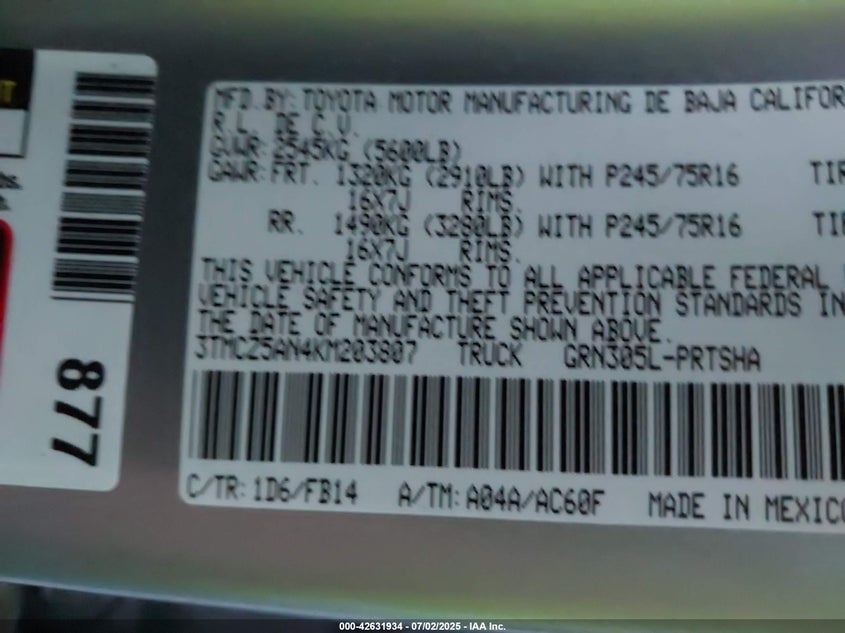 MFD.BY:TOYOTA MOTOR MANUFACTURING DE BAJA CALIFOR
R.L. DE C.V.
GVWR:2545KG (5600LB)
GAWR:FRT. 1320KG (2910LB) WITH P245/75R16 TIR
16X7J RIMS.
RR. 1490KG (3280LB) WITH P245/75R16 TIR
16X7J RIMS.
THIS VEHICLE CONFORMS TO ALL APPLICABLE FEDERAL
VEHICLE SAFETY AND THEFT PREVENTION STANDARDS IN
THE DATE OF MANUFACTURE SHOWN ABOVE.
3TMCZ5AN4KM203807 TRUCK GRN305L-PRTSHA
C/TR:1D6/FB14 A/TM:A04A/AC60F MADE IN MEXICO
877
000-42631934 - 07/02/2025 - IAA Inc.